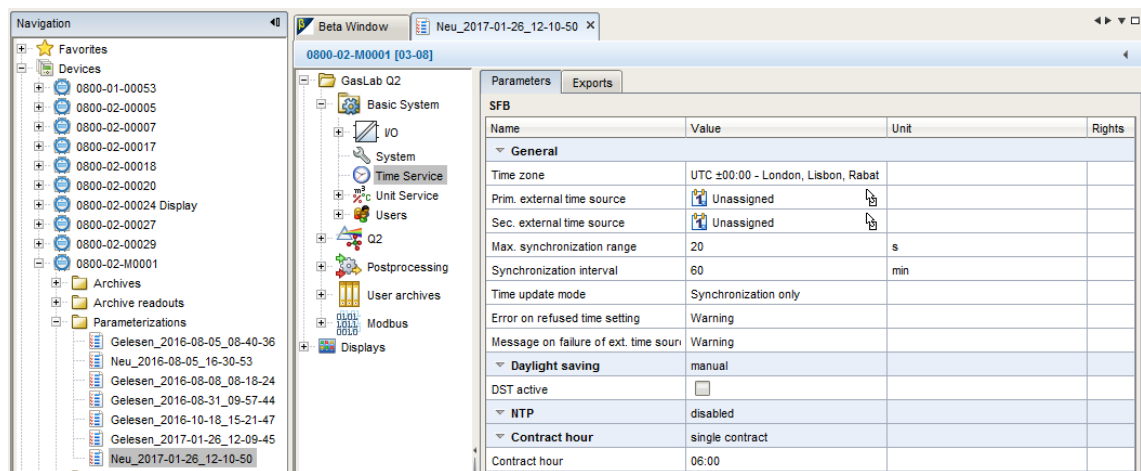 Navigation
Favorites
Devices
0800-01-00053
0800-02-00005
0800-02-00007
0800-02-00017
0800-02-00018
0800-02-00020
0800-02-00024 Display
0800-02-00027
0800-02-00029
0800-02-M0001
Archives
Archive readouts
Parameterizations
Gelesen_2016-08-05_08-40-36
Neu_2016-08-05_16-30-53
Gelesen_2016-08-08_08-18-24
Gelesen_2016-08-31_09-57-44
Gelesen_2016-10-18_15-21-47
Gelesen_2017-01-26_12-09-45
Neu_2017-01-26_12-10-50
Beta Window Neu_2017-01-26_12-10-50
0800-02-M0001 [03-08]
GasLab Q2
Basic System
I/O
System
Time Service
Unit Service
Users
Q2
Postprocessing
User archives
Modbus
Displays
Parameters Exports
SFB
Name Value Unit Rights
General
Time zone UTC ±00:00 - London, Lisbon, Rabat
Prim. external time source Unassigned
Sec. external time source Unassigned
Max. synchronization range 20 s
Synchronization interval 60 min
Time update mode Synchronization only
Error on refused time setting Warning
Message on failure of ext. time sour Warning
Daylight saving manual
DST active
NTP disabled
Contract hour single contract
Contract hour 06:00